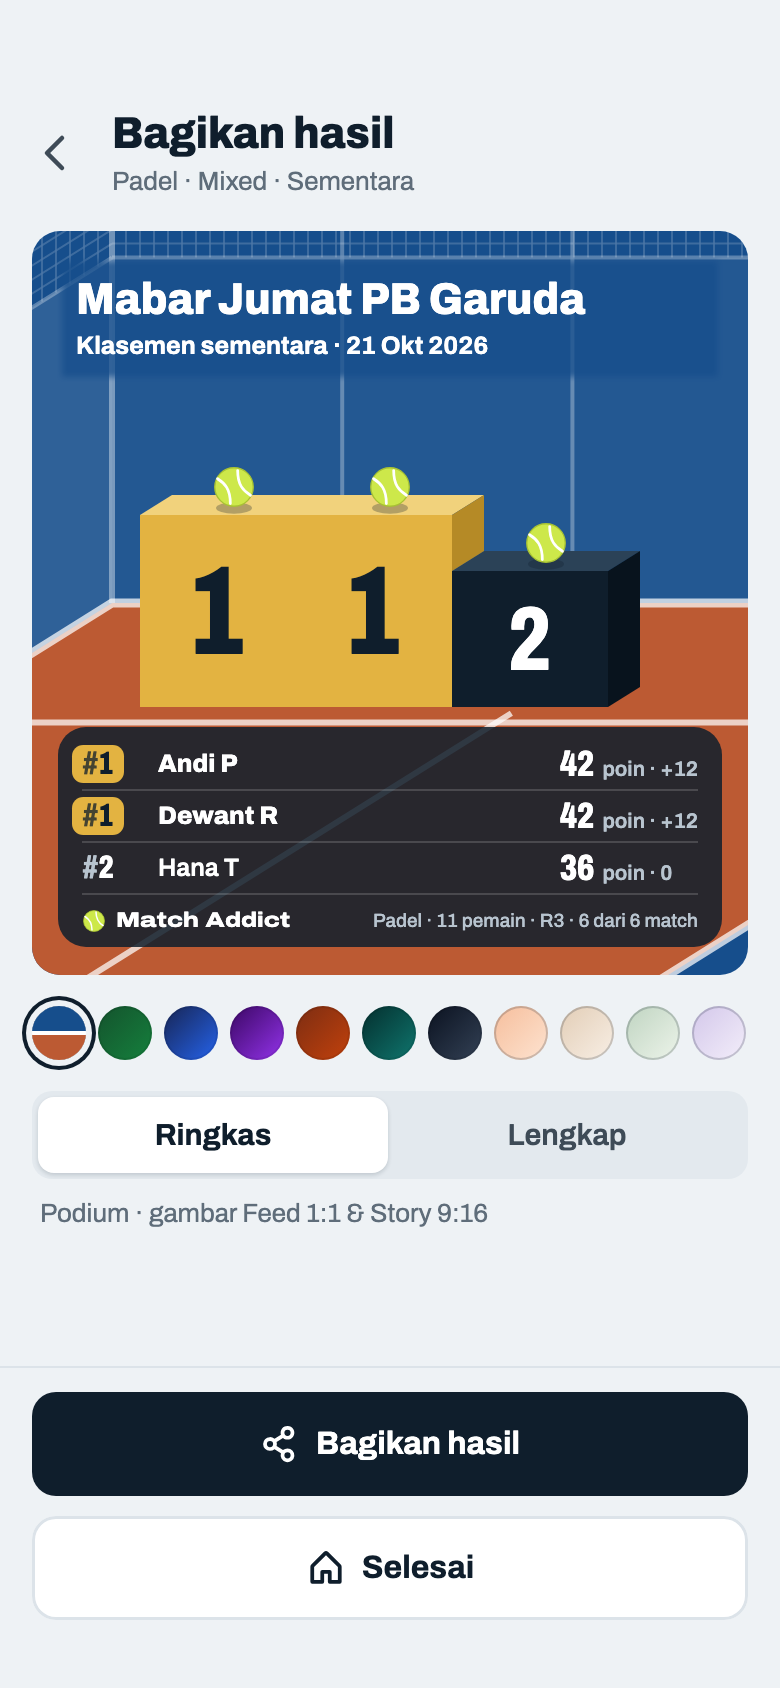 Bagikan hasil
Padel · Mixed · Sementara
Mabar Jumat PB Garuda
Klasemen sementara · 21 Okt 2026
1 1 2
#1 Andi P 42 poin · +12
#1 Dewant R 42 poin · +12
#2 Hana T 36 poin · 0
Match Addict Padel · 11 pemain · R3 · 6 dari 6 match
Ringkas Lengkap
Podium · gambar Feed 1:1 & Story 9:16
Bagikan hasil
Selesai